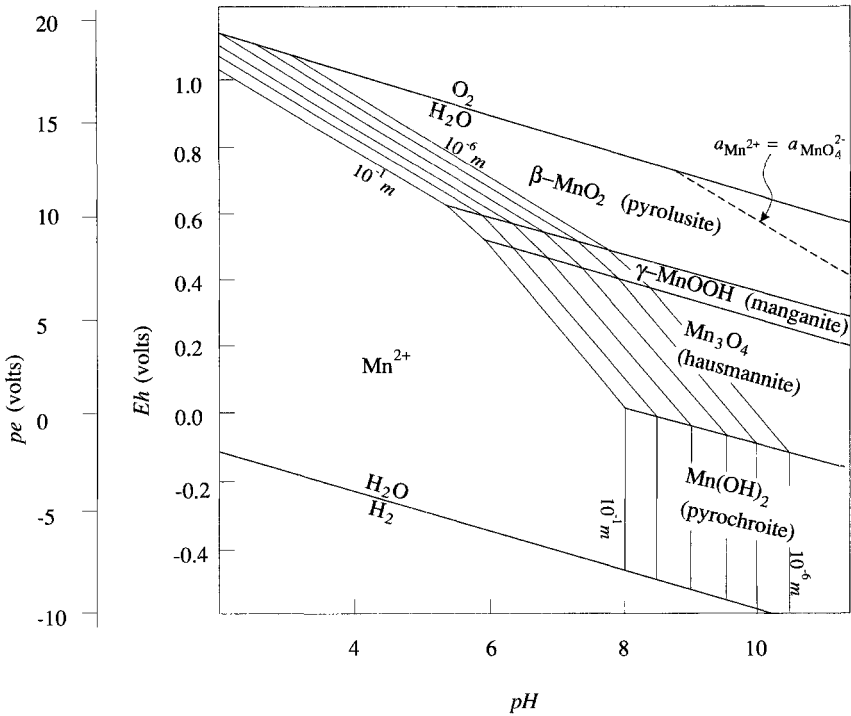 20
15
10
5
0
-5
-10
pe (volts)
1.0
0.8
0.6
0.4
0.2
0.0
-0.2
-0.4
Eh (volts)
O₂
H₂O
10⁻⁶ m
10⁻¹ m
β–MnO₂ (pyrolusite)
a Mn²⁺ = a MnO₄²⁻
γ–MnOOH (manganite)
Mn₃O₄
(hausmannite)
Mn²⁺
H₂O
H₂
10⁻¹ m
Mn(OH)₂
(pyrochroite)
10⁻⁶ m
4
6
8
10
pH